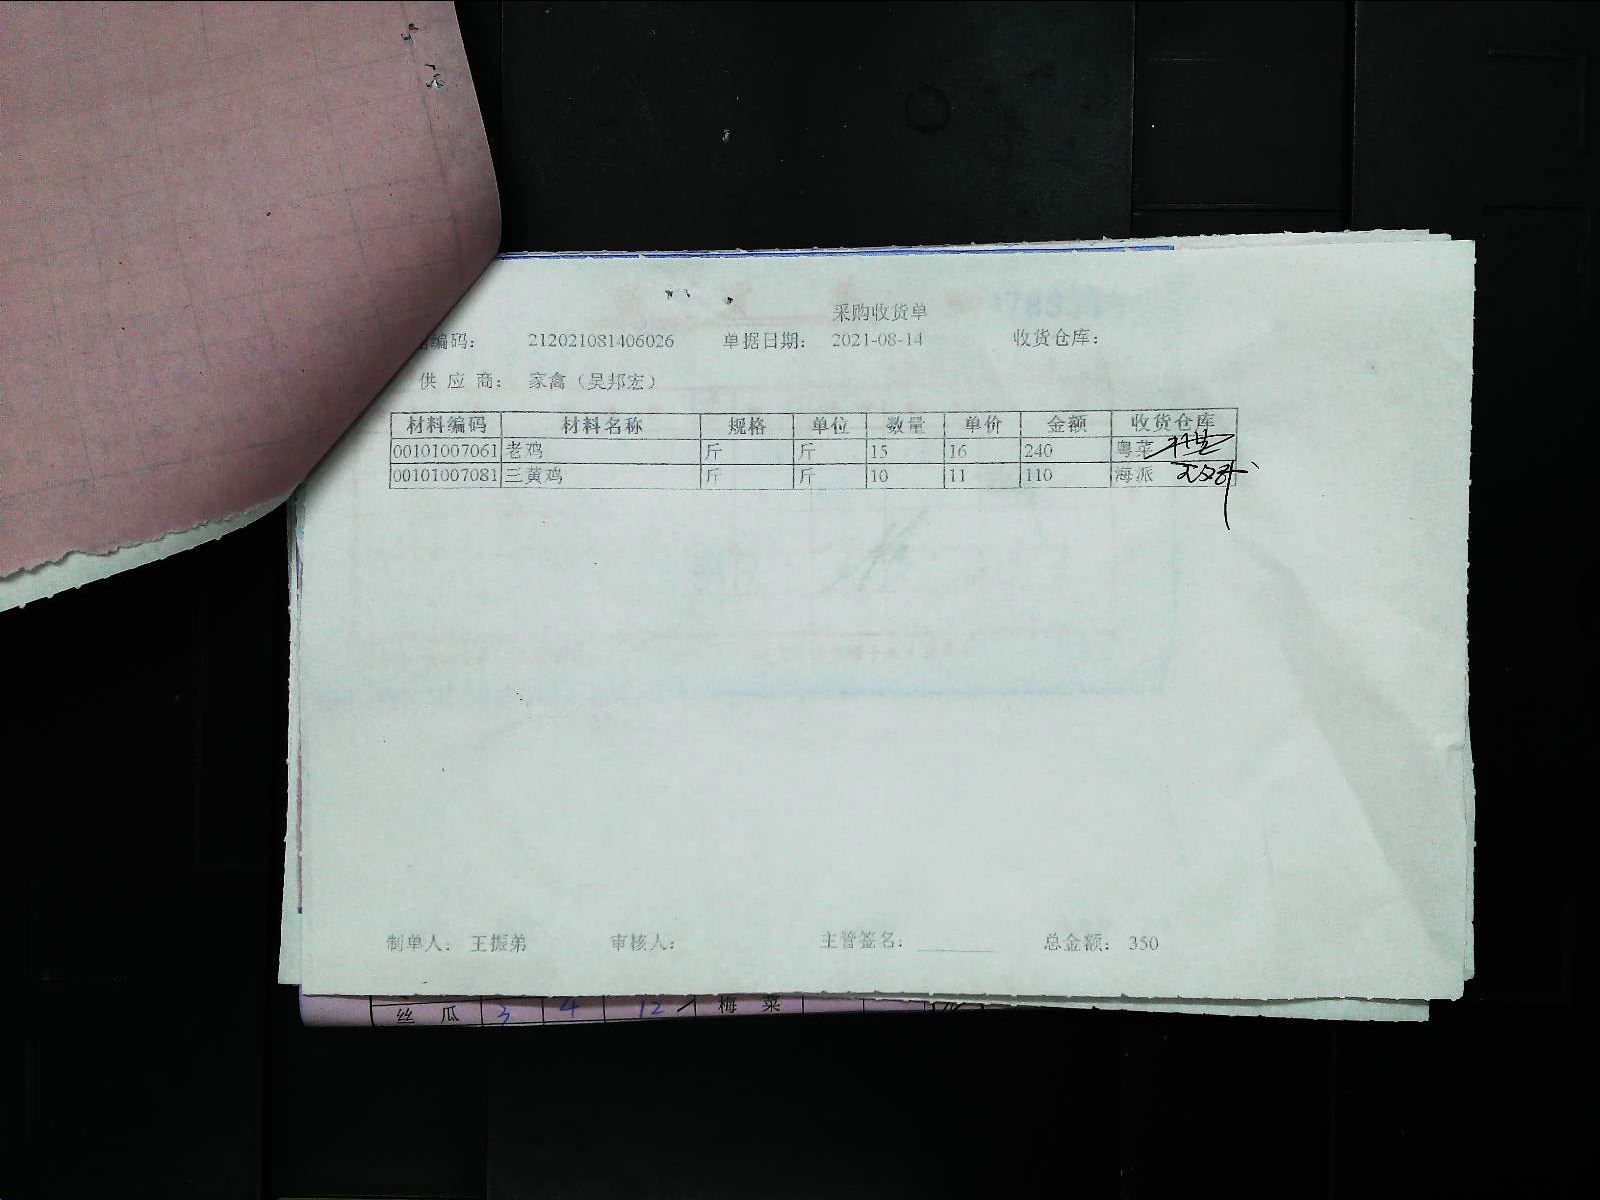 采购收货单
编码： 212021081406026 单据日期： 2021-08-14 收货仓库：
供应商： 家禽（吴邦宏）
材料编码 材料名称 规格 单位 数量 单价 金额 收货仓库
00101007061 老鸡 斤 斤 15 16 240 粤菜
00101007081 三黄鸡 斤 斤 10 11 110 海派
制单人： 王振弟 审核人： 主管签名： 总金额： 350
丝瓜 3 4 12 梅菜